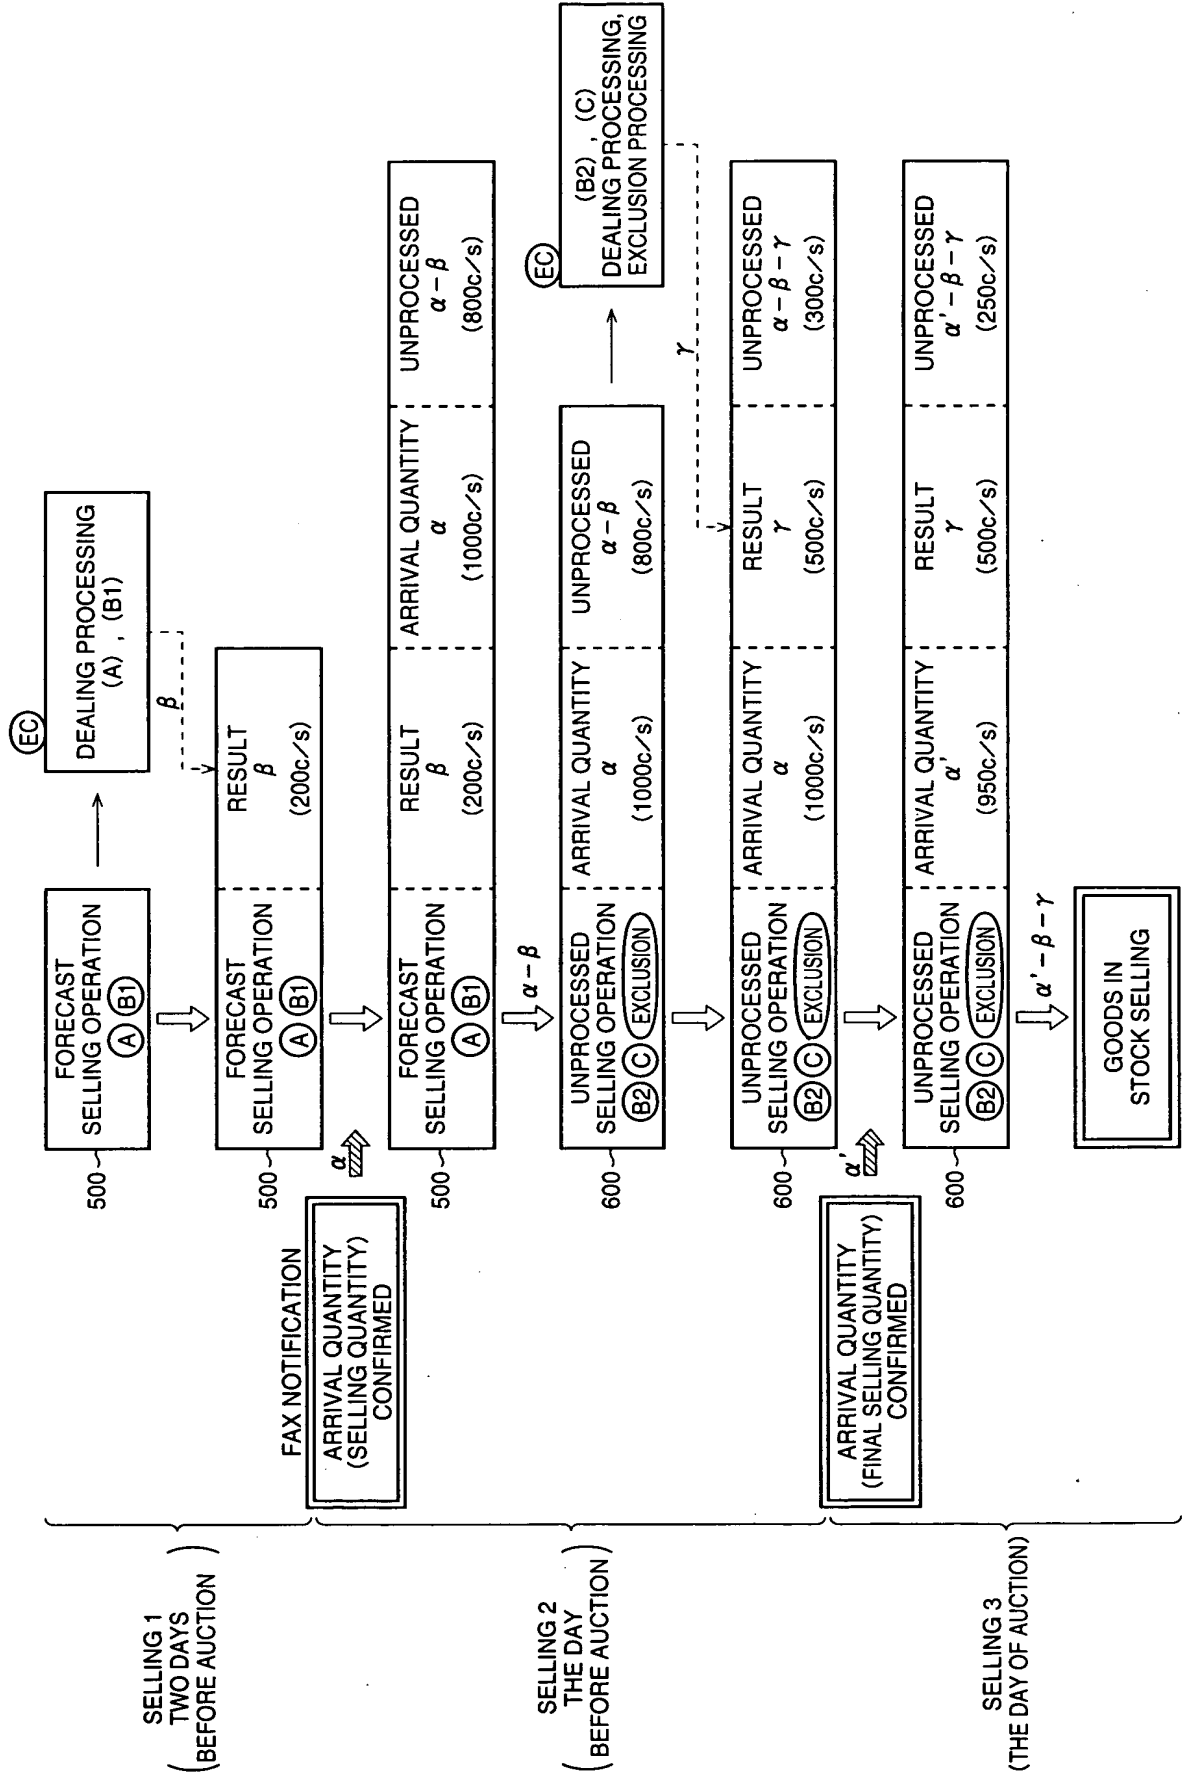 SELLING 1
TWO DAYS
(BEFORE AUCTION)
500
FORECAST
SELLING OPERATION
A B1
EC
DEALING PROCESSING
(A) , (B1)
β
500
FORECAST
SELLING OPERATION
A B1
RESULT
β
(200c/s)
SELLING 2
THE DAY
(BEFORE AUCTION)
FAX NOTIFICATION
ARRIVAL QUANTITY
(SELLING QUANTITY)
CONFIRMED
α
500
FORECAST
SELLING OPERATION
A B1
RESULT
β
(200c/s)
ARRIVAL QUANTITY
α
(1000c/s)
UNPROCESSED
α - β
(800c/s)
α - β
600
UNPROCESSED
SELLING OPERATION
B2 C EXCLUSION
ARRIVAL QUANTITY
α
(1000c/s)
UNPROCESSED
α - β
(800c/s)
EC
(B2) , (C)
DEALING PROCESSING,
EXCLUSION PROCESSING
γ
600
UNPROCESSED
SELLING OPERATION
B2 C EXCLUSION
ARRIVAL QUANTITY
α
(1000c/s)
RESULT
γ
(500c/s)
UNPROCESSED
α - β - γ
(300c/s)
SELLING 3
(THE DAY OF AUCTION)
ARRIVAL QUANTITY
(FINAL SELLING QUANTITY)
CONFIRMED
α'
600
UNPROCESSED
SELLING OPERATION
B2 C EXCLUSION
ARRIVAL QUANTITY
α'
(950c/s)
RESULT
γ
(500c/s)
UNPROCESSED
α' - β - γ
(250c/s)
α' - β - γ
GOODS IN
STOCK SELLING